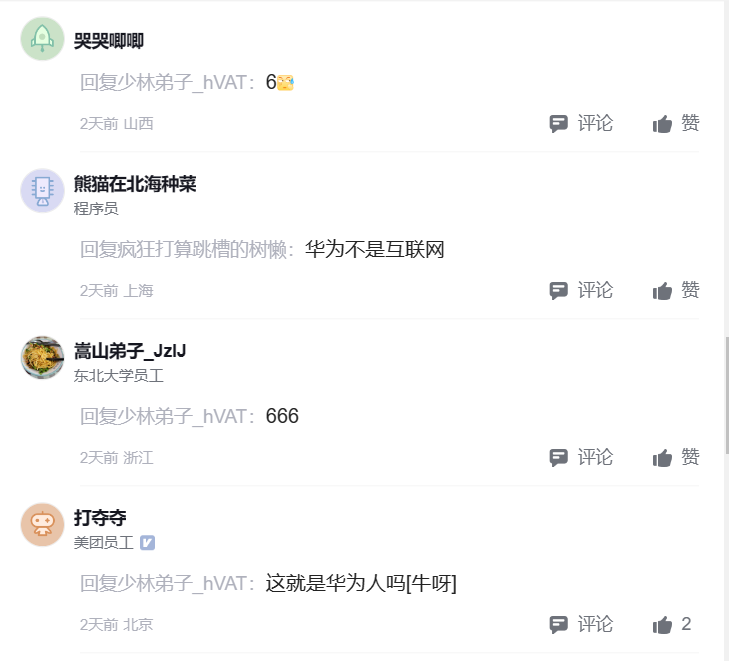 哭哭唧唧
回复少林弟子_hVAT：6
2天前 山西 评论 赞
熊猫在北海种菜
程序员
回复疯狂打算跳槽的树懒：华为不是互联网
2天前 上海 评论 赞
嵩山弟子_JzlJ
东北大学员工
回复少林弟子_hVAT：666
2天前 浙江 评论 赞
打夯夯
美团员工
回复少林弟子_hVAT：这就是华为人吗[牛呀]
2天前 北京 评论 2